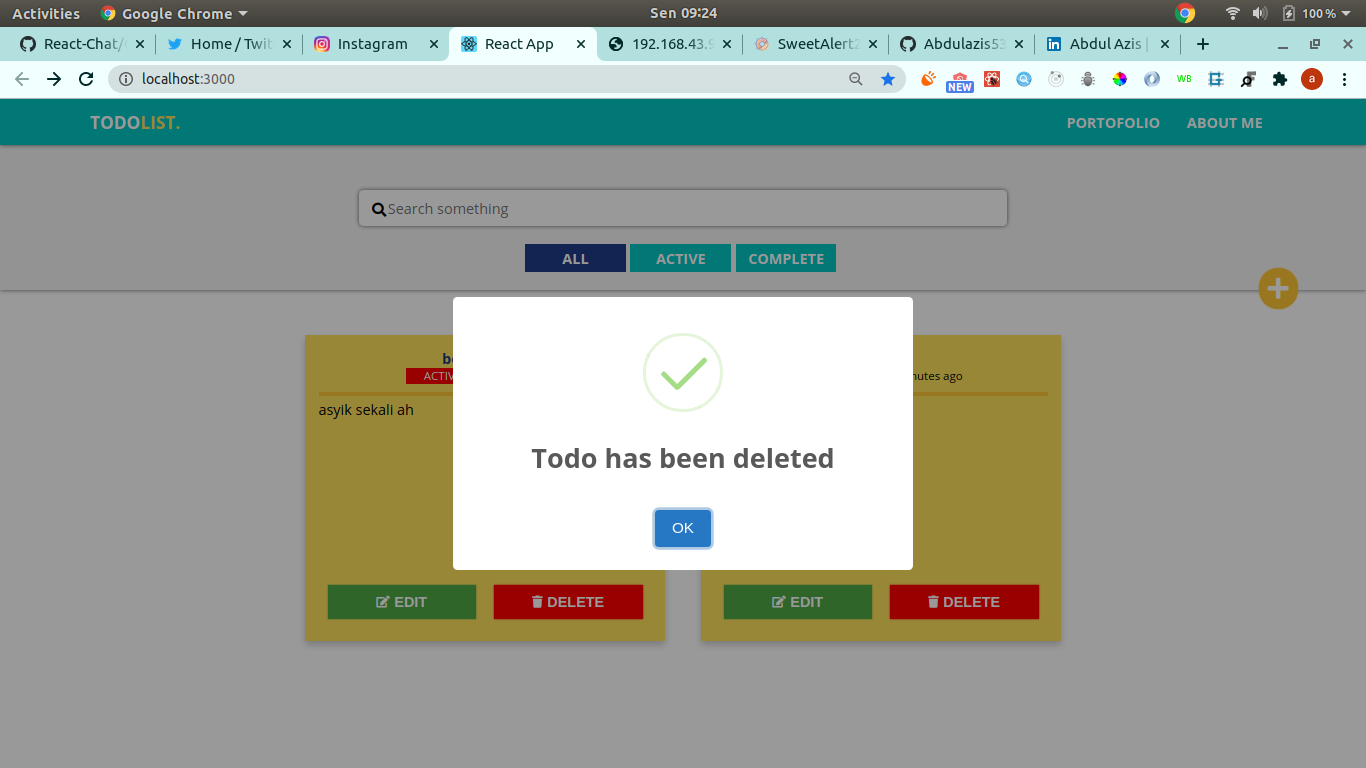 Activities Google Chrome Sen 09:24 100 %
React-Chat/ Home / Twit Instagram React App 192.168.43.9 SweetAlert2 Abdulazis53 Abdul Azis |
localhost:3000 NEW WB a
TODOLIST. PORTOFOLIO ABOUT ME
Search something
ALL ACTIVE COMPLETE
nutes ago
asyik sekali ah
Todo has been deleted
OK
EDIT DELETE EDIT DELETE